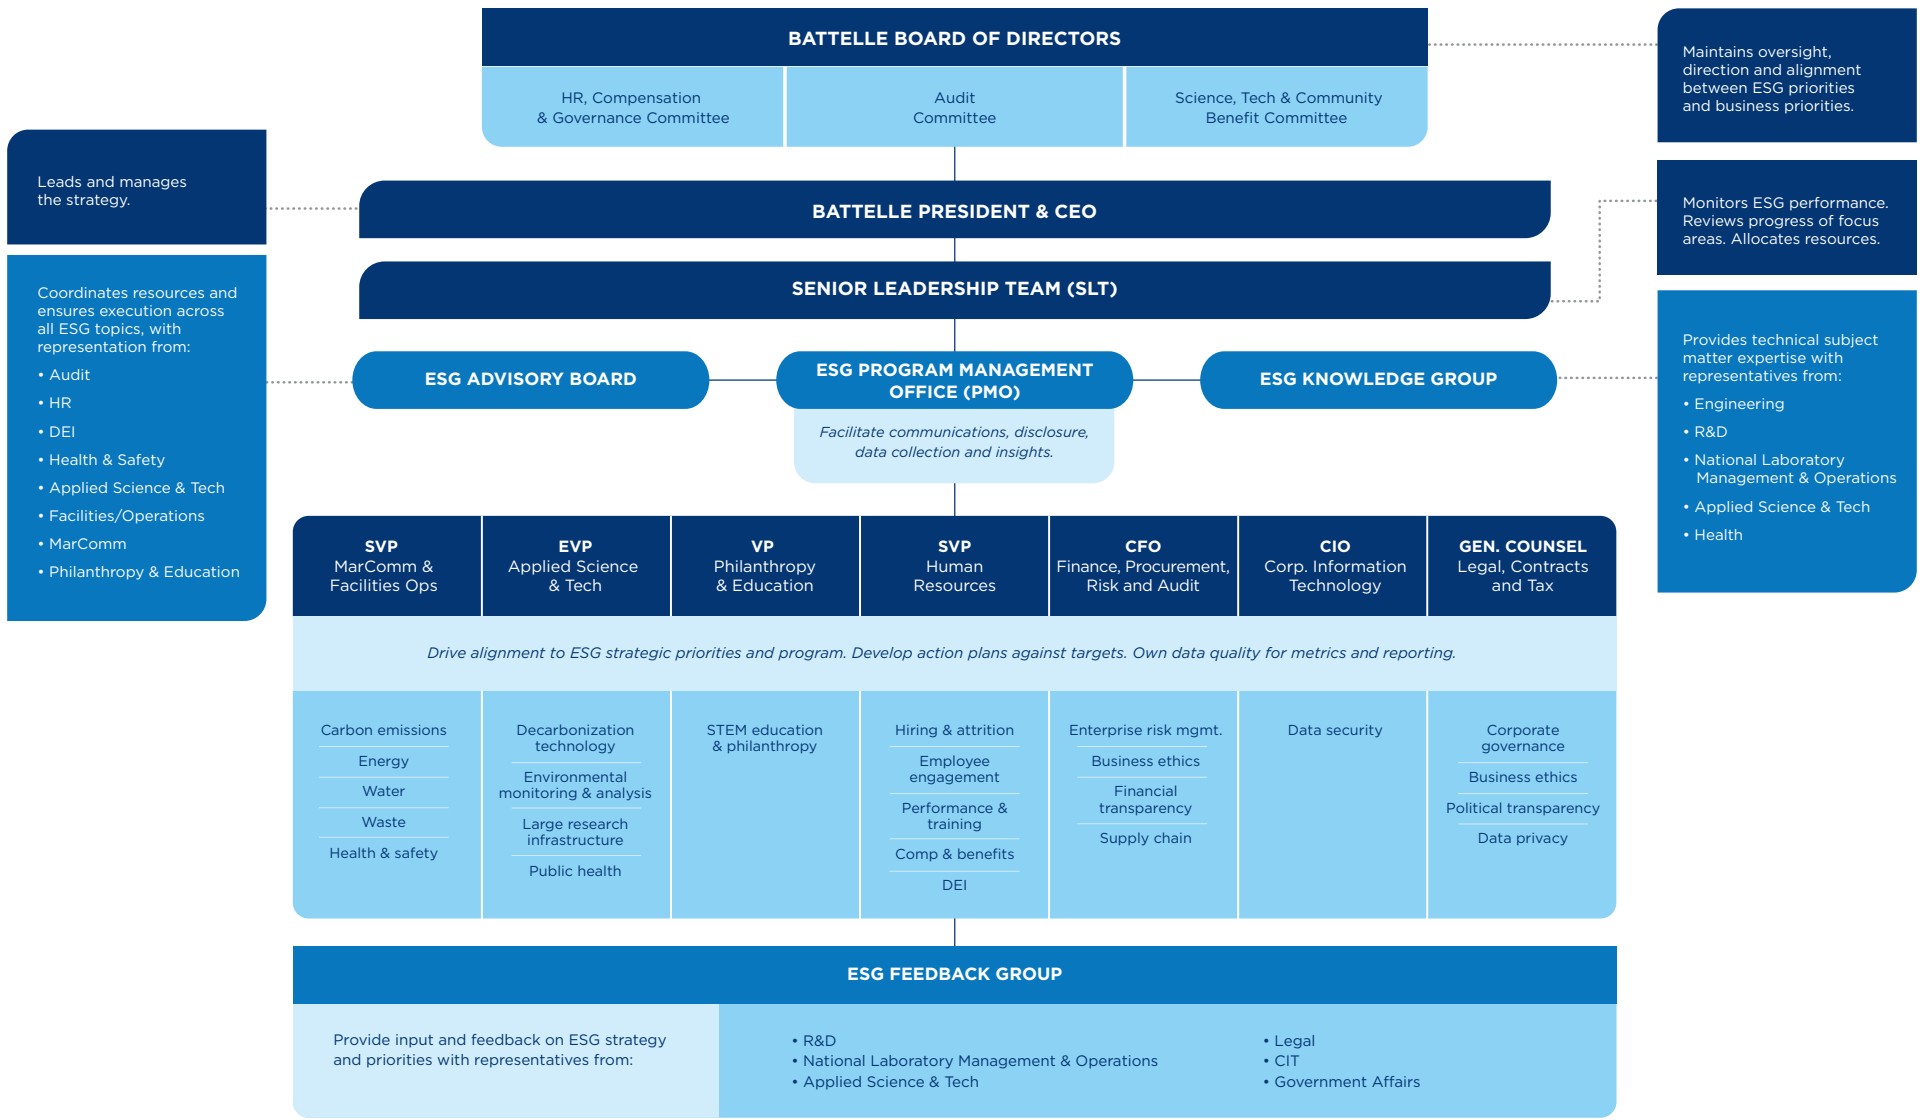 BATTELLE BOARD OF DIRECTORS
HR, Compensation
& Governance Committee
Audit
Committee
Science, Tech & Community
Benefit Committee
Maintains oversight,
direction and alignment
between ESG priorities
and business priorities.
Leads and manages
the strategy.
BATTELLE PRESIDENT & CEO
Monitors ESG performance.
Reviews progress of focus
areas. Allocates resources.
SENIOR LEADERSHIP TEAM (SLT)
Coordinates resources and
ensures execution across
all ESG topics, with
representation from:
• Audit
• HR
• DEI
• Health & Safety
• Applied Science & Tech
• Facilities/Operations
• MarComm
• Philanthropy & Education
ESG ADVISORY BOARD
ESG PROGRAM MANAGEMENT
OFFICE (PMO)
Facilitate communications, disclosure,
data collection and insights.
ESG KNOWLEDGE GROUP
Provides technical subject
matter expertise with
representatives from:
• Engineering
• R&D
• National Laboratory
Management & Operations
• Applied Science & Tech
• Health
SVP
MarComm &
Facilities Ops
EVP
Applied Science
& Tech
VP
Philanthropy
& Education
SVP
Human
Resources
CFO
Finance, Procurement,
Risk and Audit
CIO
Corp. Information
Technology
GEN. COUNSEL
Legal, Contracts
and Tax
Drive alignment to ESG strategic priorities and program. Develop action plans against targets. Own data quality for metrics and reporting.
Carbon emissions
Energy
Water
Waste
Health & safety
Decarbonization
technology
Environmental
monitoring & analysis
Large research
infrastructure
Public health
STEM education
& philanthropy
Hiring & attrition
Employee
engagement
Performance &
training
Comp & benefits
DEI
Enterprise risk mgmt.
Business ethics
Financial
transparency
Supply chain
Data security
Corporate
governance
Business ethics
Political transparency
Data privacy
ESG FEEDBACK GROUP
Provide input and feedback on ESG strategy
and priorities with representatives from:
• R&D
• National Laboratory Management & Operations
• Applied Science & Tech
• Legal
• CIT
• Government Affairs